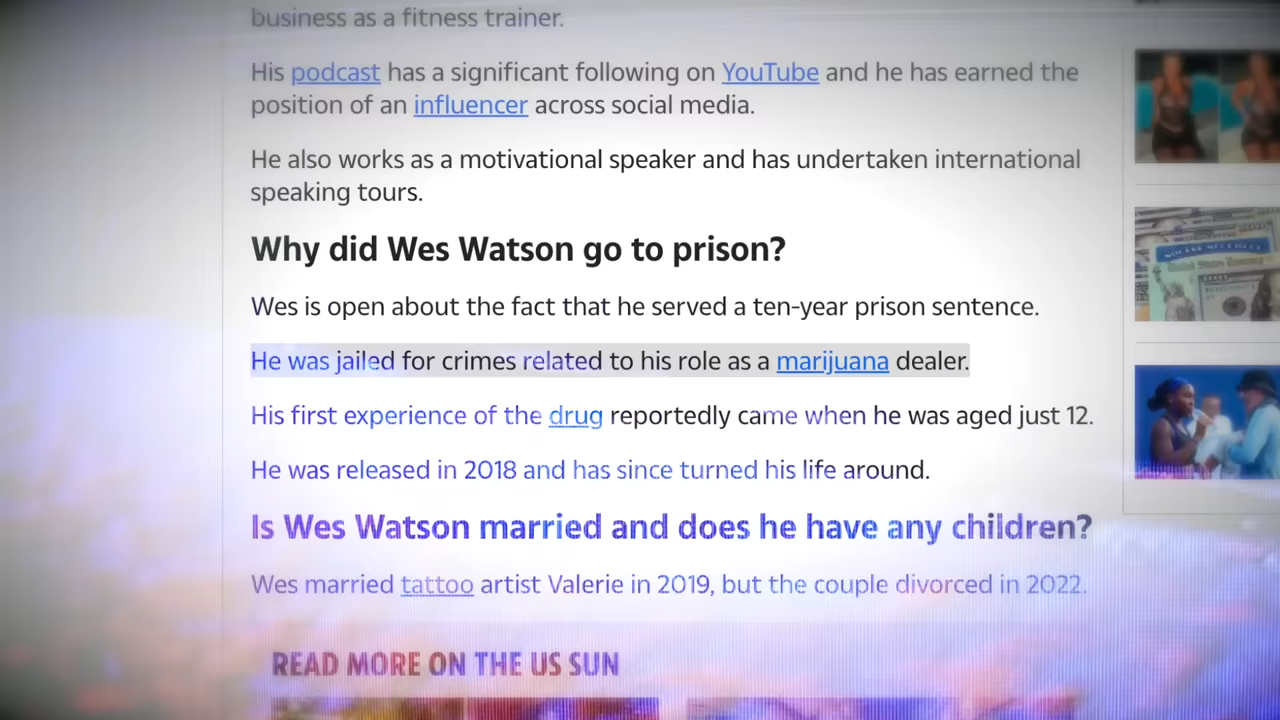 business as a fitness trainer.
His podcast has a significant following on YouTube and he has earned the
position of an influencer across social media.
He also works as a motivational speaker and has undertaken international
speaking tours.
Why did Wes Watson go to prison?
Wes is open about the fact that he served a ten-year prison sentence.
He was jailed for crimes related to his role as a marijuana dealer.
His first experience of the drug reportedly came when he was aged just 12.
He was released in 2018 and has since turned his life around.
Is Wes Watson married and does he have any children?
Wes married tattoo artist Valerie in 2019, but the couple divorced in 2022.
READ MORE ON THE US SUN
SOCIAL SECURITY
United States Treasury